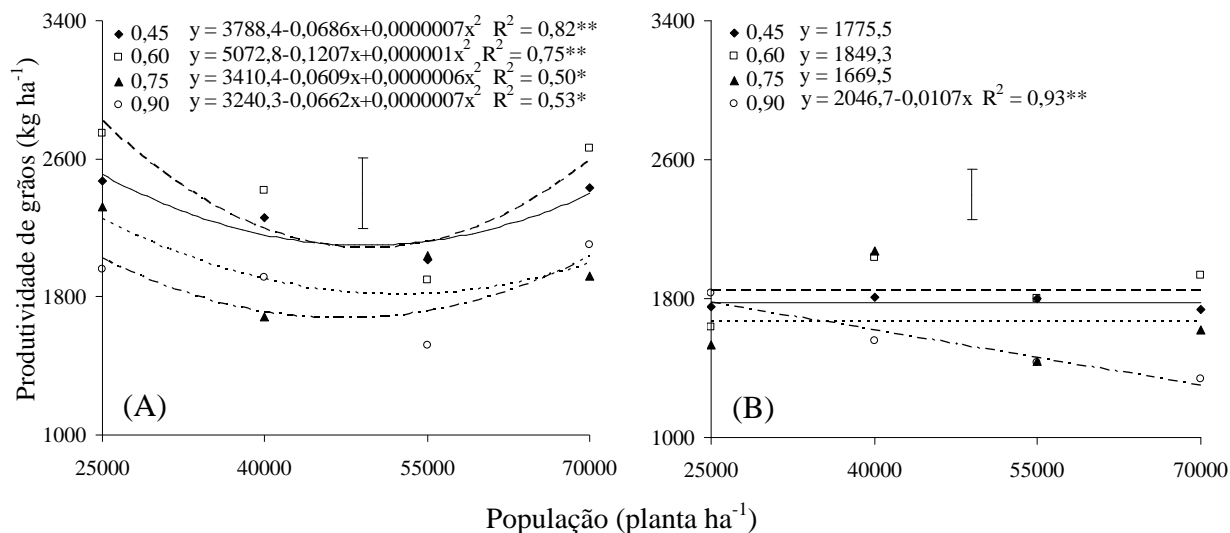 Produtividade de grãos (kg ha⁻¹)
3400
2600
1800
1000
0,45 y = 3788,4-0,0686x+0,0000007x² R² = 0,82**
0,60 y = 5072,8-0,1207x+0,000001x² R² = 0,75**
0,75 y = 3410,4-0,0609x+0,0000006x² R² = 0,50*
0,90 y = 3240,3-0,0662x+0,0000007x² R² = 0,53*
(A)
25000 40000 55000 70000
3400
2600
1800
1000
0,45 y = 1775,5
0,60 y = 1849,3
0,75 y = 1669,5
0,90 y = 2046,7-0,0107x R² = 0,93**
(B)
25000 40000 55000 70000
População (planta ha⁻¹)